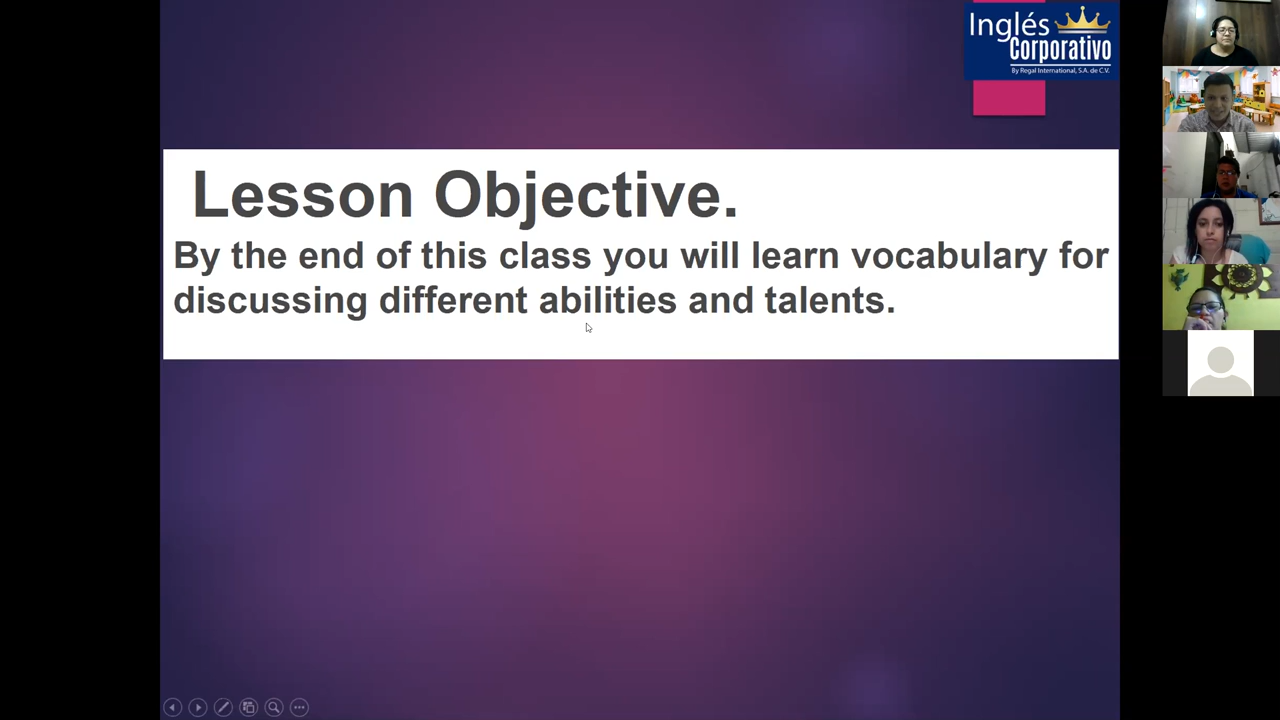 Inglés
Corporativo
By Regal International, S.A. de C.V.
Lesson Objective.
By the end of this class you will learn vocabulary for
discussing different abilities and talents.